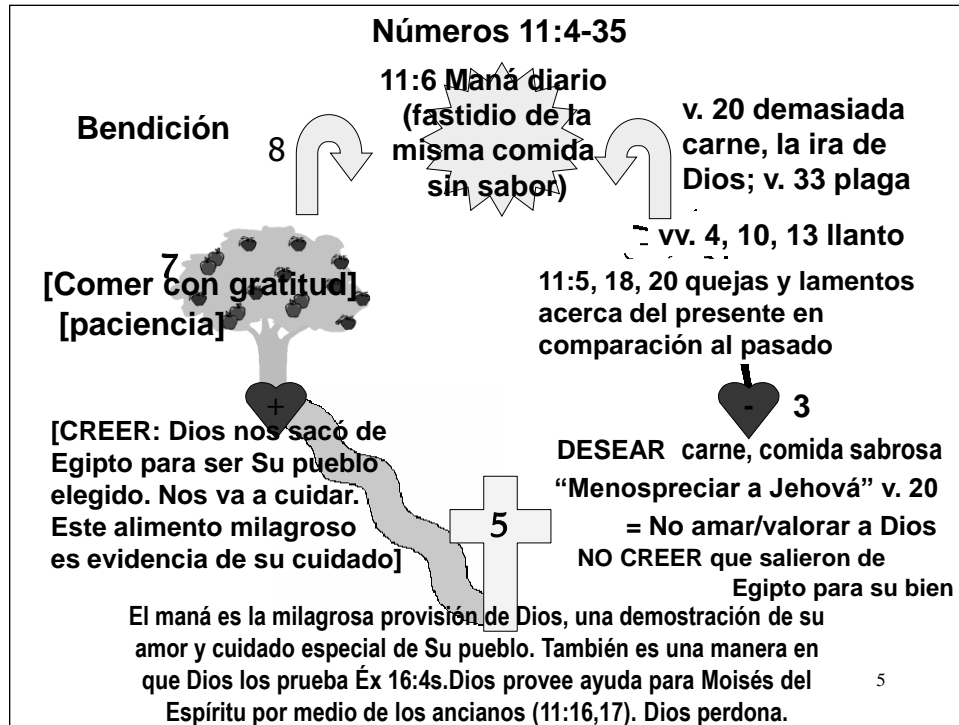 Números 11:4-35
11:6 Maná diario
(fastidio de la
misma comida
sin sabor)
Bendición
8
v. 20 demasiada
carne, la ira de
Dios; v. 33 plaga
vv. 4, 10, 13 llanto
7
[Comer con gratitud]
[paciencia]
11:5, 18, 20 quejas y lamentos
acerca del presente en
comparación al pasado
+
- 3
[CREER: Dios nos sacó de
Egipto para ser Su pueblo
elegido. Nos va a cuidar.
Este alimento milagroso
es evidencia de su cuidado]
5
DESEAR carne, comida sabrosa
“Menospreciar a Jehová” v. 20
= No amar/valorar a Dios
NO CREER que salieron de
Egipto para su bien
El maná es la milagrosa provisión de Dios, una demostración de su
amor y cuidado especial de Su pueblo. También es una manera en
que Dios los prueba Éx 16:4s.Dios provee ayuda para Moisés del
Espíritu por medio de los ancianos (11:16,17). Dios perdona.
5